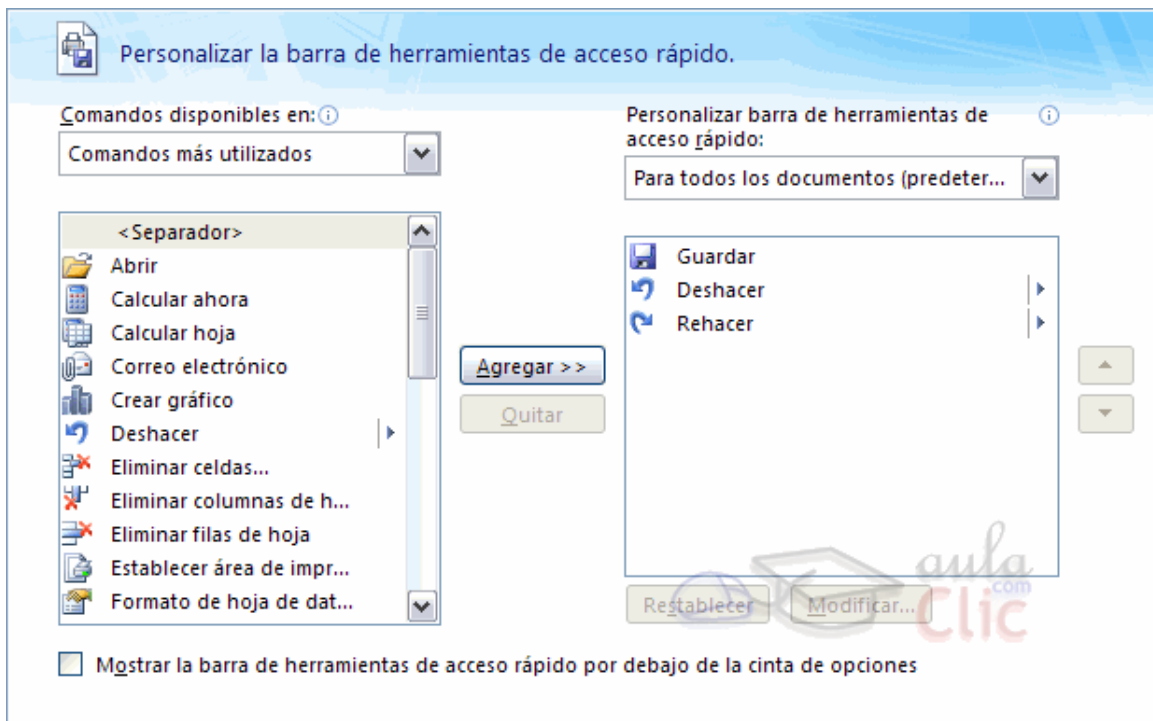 Personalizar la barra de herramientas de acceso rápido.
Comandos disponibles en:
Comandos más utilizados
Personalizar barra de herramientas de
acceso rápido:
Para todos los documentos (predeter...
<Separador>
Abrir
Calcular ahora
Calcular hoja
Correo electrónico
Crear gráfico
Deshacer
Eliminar celdas...
Eliminar columnas de h...
Eliminar filas de hoja
Establecer área de impr...
Formato de hoja de dat...
Agregar >>
Quitar
Guardar
Deshacer
Rehacer
Restablecer
Modificar...
aula
.com
Clic
Mostrar la barra de herramientas de acceso rápido por debajo de la cinta de opciones